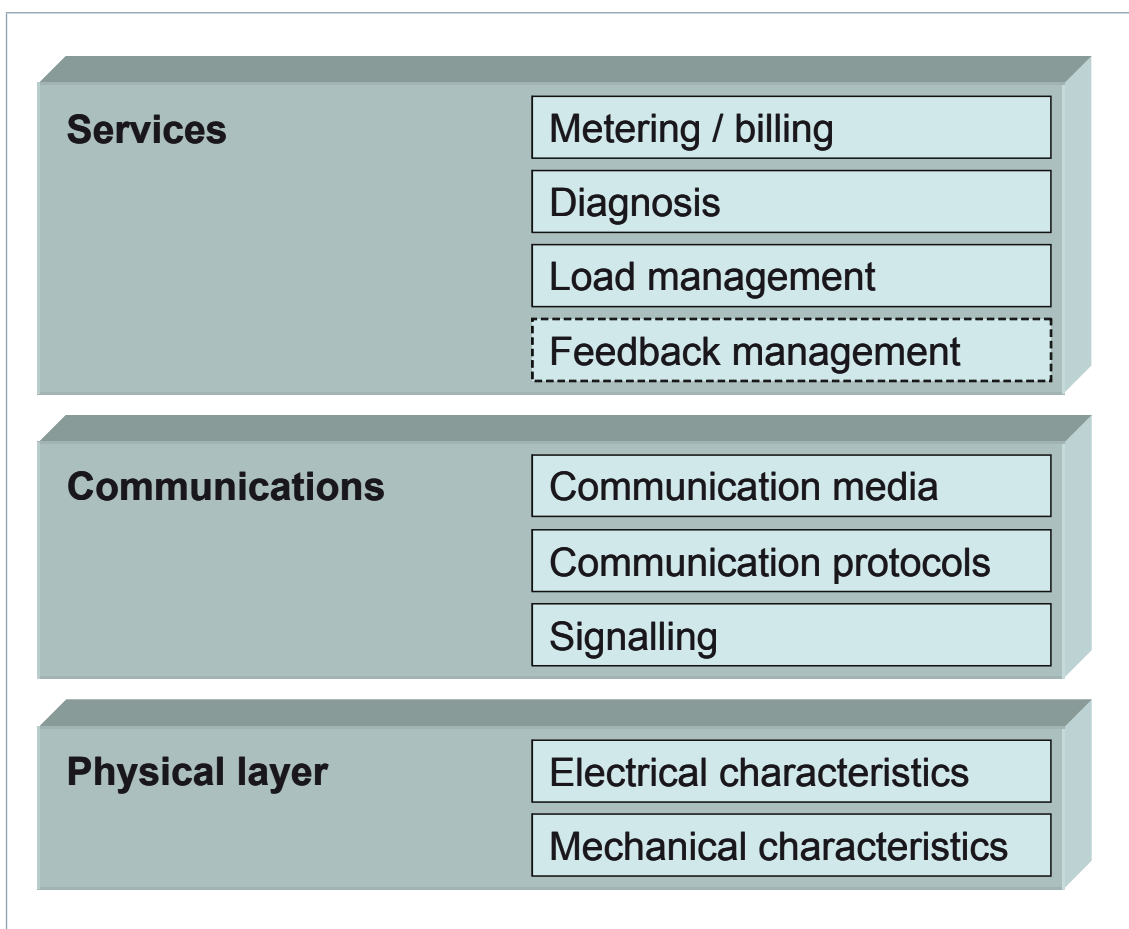 Services
Metering / billing
Diagnosis
Load management
Feedback management
Communications
Communication media
Communication protocols
Signalling
Physical layer
Electrical characteristics
Mechanical characteristics